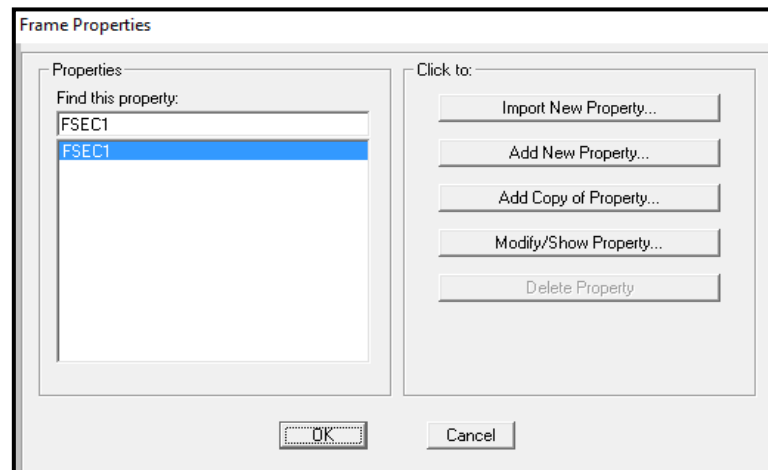 Frame Properties
Properties
Find this property:
FSEC1
FSEC1
Click to:
Import New Property...
Add New Property...
Add Copy of Property...
Modify/Show Property...
Delete Property
OK
Cancel